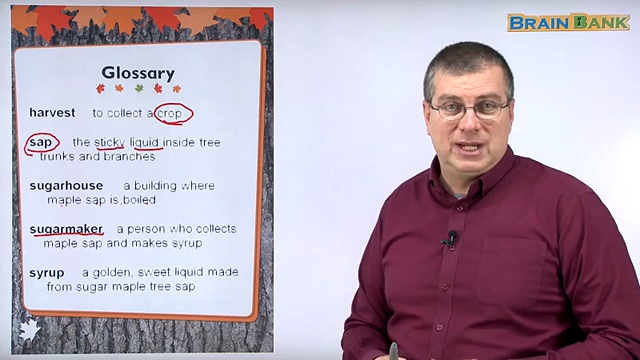 BRAIN BANK
Glossary
harvest to collect a crop
sap the sticky liquid inside tree
trunks and branches
sugarhouse a building where
maple sap is boiled
sugarmaker a person who collects
maple sap and makes syrup
syrup a golden, sweet liquid made
from sugar maple tree sap